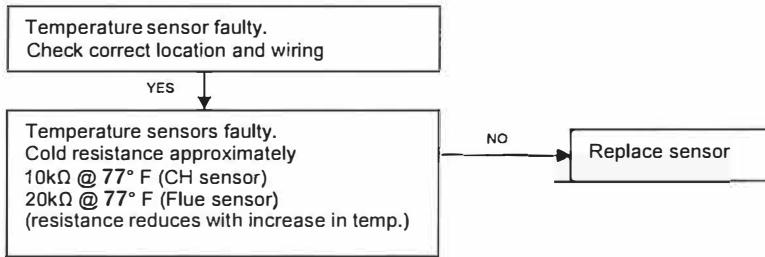 Temperature sensor faulty.
Check correct location and wiring
YES
Temperature sensors faulty.
Cold resistance approximately
10kΩ @ 77° F (CH sensor)
20kΩ @ 77° F (Flue sensor)
(resistance reduces with increase in temp.)
NO
Replace sensor